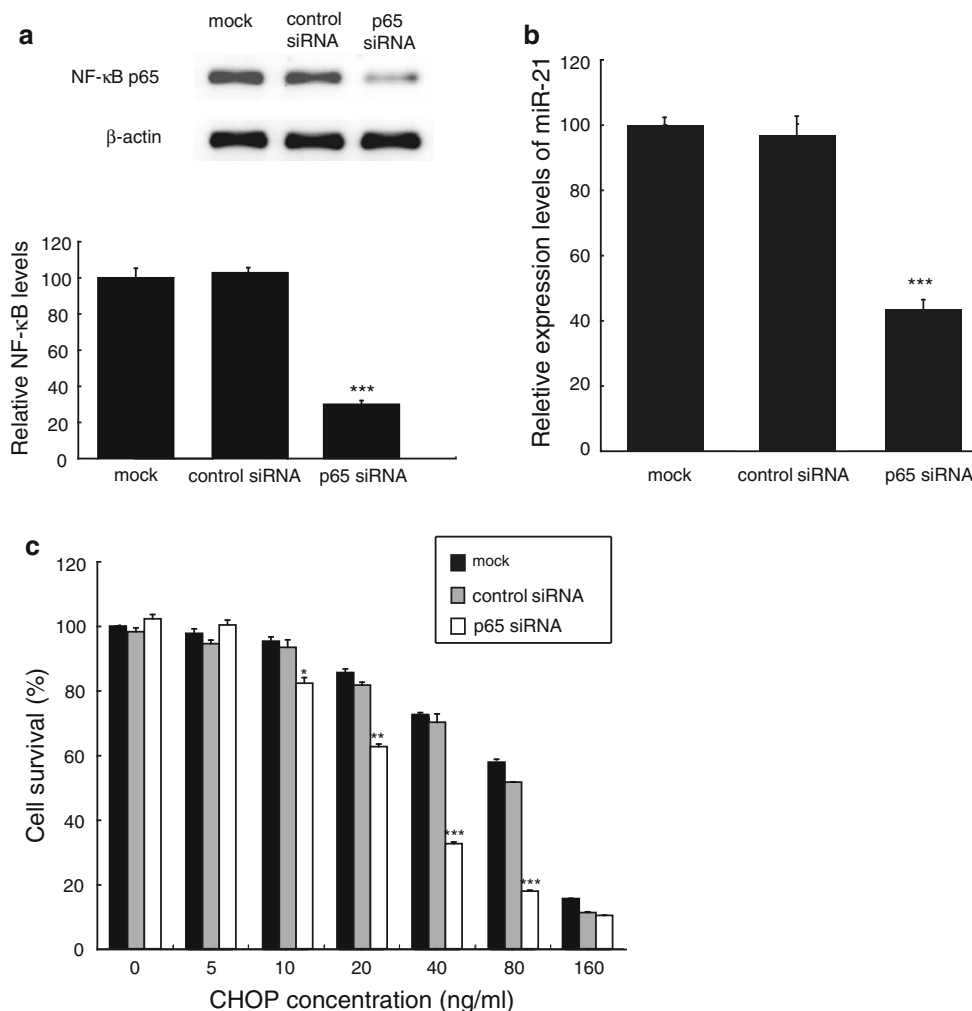 a
mock
control
siRNA
p65
siRNA
NF-κB p65
β-actin
Relative NF-κB levels
120
100
80
60
40
20
0
***
mock
control siRNA
p65 siRNA
b
Reletive expression levels of miR-21
120
100
80
60
40
20
0
***
mock
control siRNA
p65 siRNA
c
mock
control siRNA
p65 siRNA
Cell survival (%)
120
100
80
60
40
20
0
*
**
***
***
0
5
10
20
40
80
160
CHOP concentration (ng/ml)